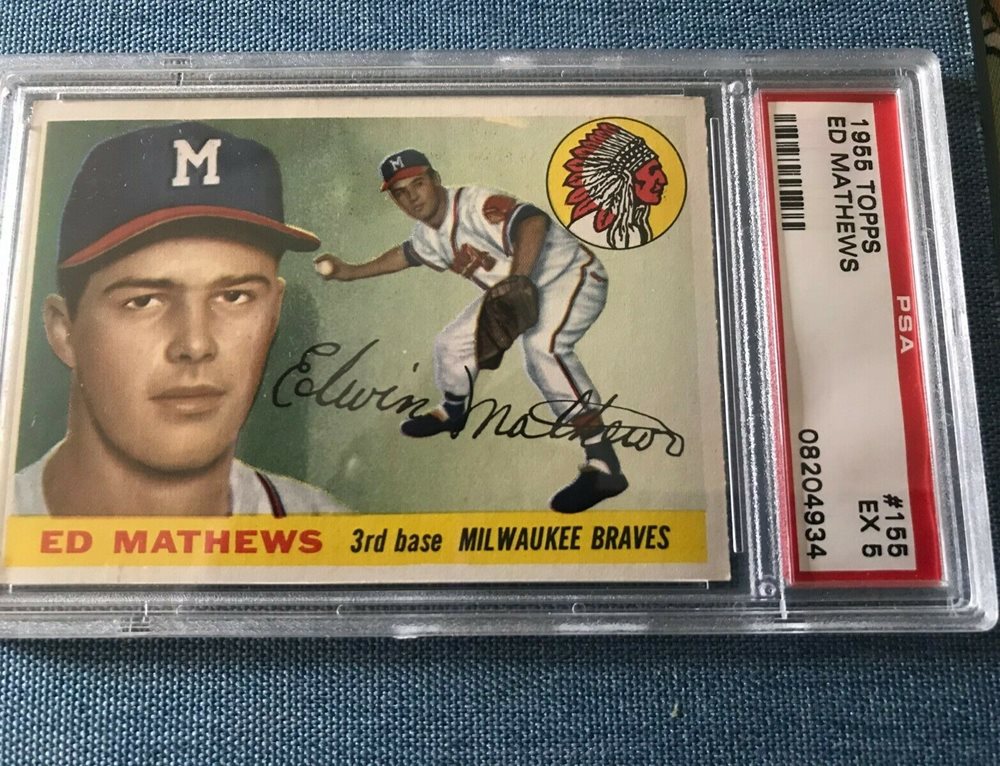 M
M
Edwin Mathews
ED MATHEWS 3rd base MILWAUKEE BRAVES
1955 TOPPS #155
ED MATHEWS EX 5
PSA 08204934